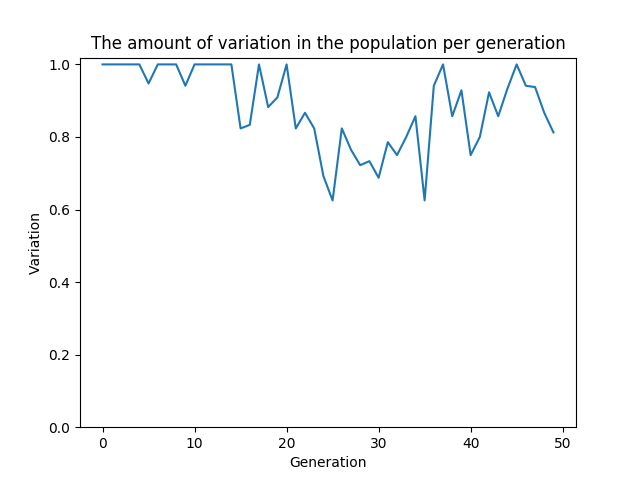 The amount of variation in the population per generation
1.0
0.8
0.6
0.4
0.2
0.0
Variation
0 10 20 30 40 50
Generation